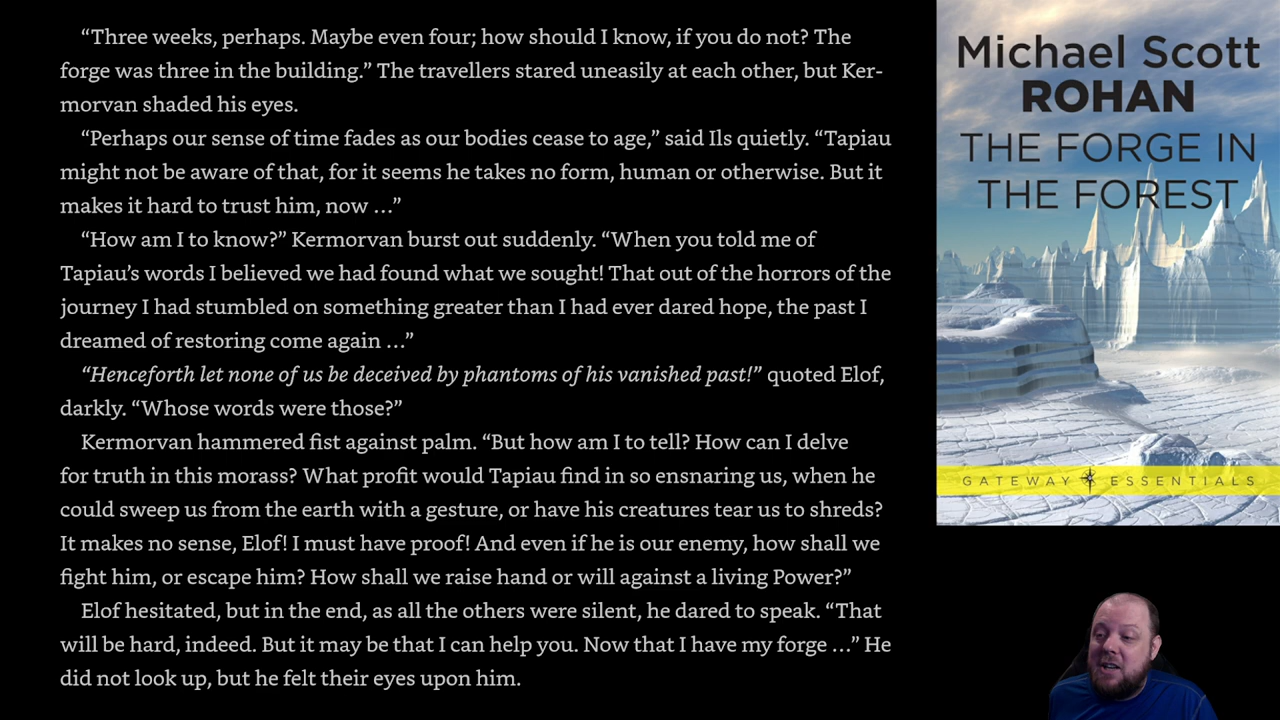 “Three weeks, perhaps. Maybe even four; how should I know, if you do not? The
forge was three in the building.” The travellers stared uneasily at each other, but Ker-
morvan shaded his eyes.
“Perhaps our sense of time fades as our bodies cease to age,” said Ils quietly. “Tapiau
might not be aware of that, for it seems he takes no form, human or otherwise. But it
makes it hard to trust him, now …”
“How am I to know?” Kermorvan burst out suddenly. “When you told me of
Tapiau’s words I believed we had found what we sought! That out of the horrors of the
journey I had stumbled on something greater than I had ever dared hope, the past I
dreamed of restoring come again …”
“Henceforth let none of us be deceived by phantoms of his vanished past!” quoted Elof,
darkly. “Whose words were those?”
Kermorvan hammered fist against palm. “But how am I to tell? How can I delve
for truth in this morass? What profit would Tapiau find in so ensnaring us, when he
could sweep us from the earth with a gesture, or have his creatures tear us to shreds?
It makes no sense, Elof! I must have proof! And even if he is our enemy, how shall we
fight him, or escape him? How shall we raise hand or will against a living Power?”
Elof hesitated, but in the end, as all the others were silent, he dared to speak. “That
will be hard, indeed. But it may be that I can help you. Now that I have my forge …” He
did not look up, but he felt their eyes upon him.
Michael Scott
ROHAN
THE FORGE IN
THE FOREST
GATEWAY ESSENTIALS